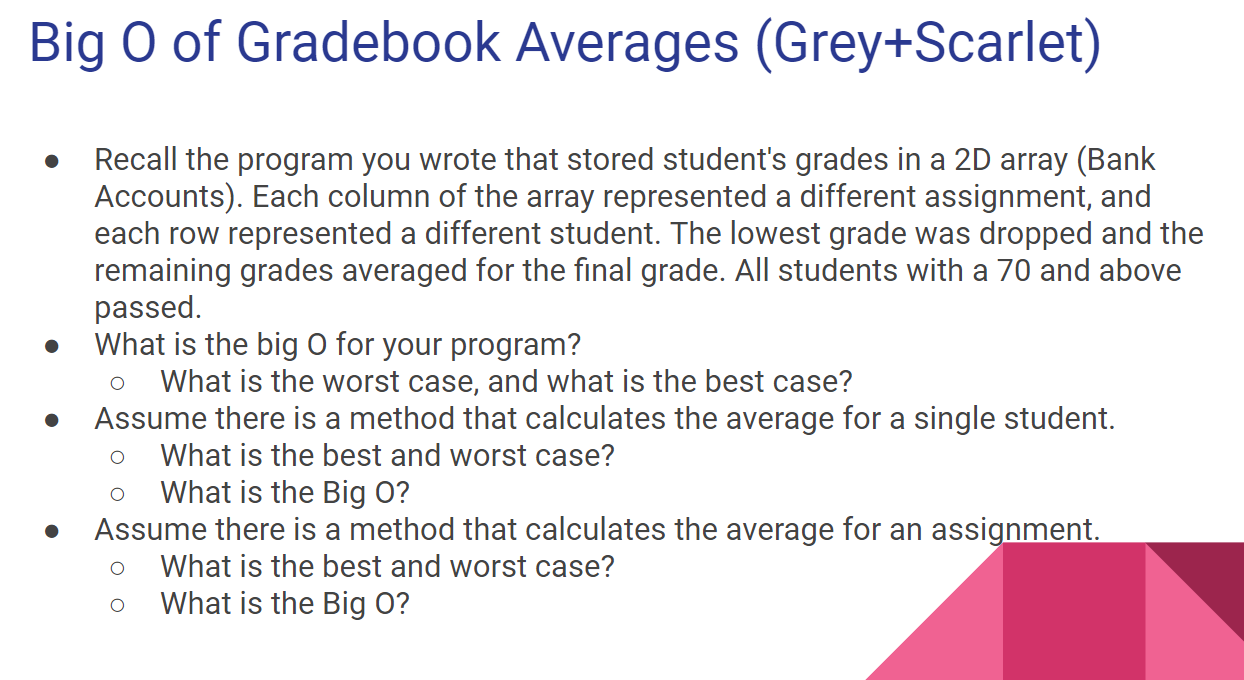 Big O of Gradebook Averages (Grey+Scarlet)
● Recall the program you wrote that stored student's grades in a 2D array (Bank
Accounts). Each column of the array represented a different assignment, and
each row represented a different student. The lowest grade was dropped and the
remaining grades averaged for the final grade. All students with a 70 and above
passed.
● What is the big O for your program?
○ What is the worst case, and what is the best case?
● Assume there is a method that calculates the average for a single student.
○ What is the best and worst case?
○ What is the Big O?
● Assume there is a method that calculates the average for an assignment.
○ What is the best and worst case?
○ What is the Big O?